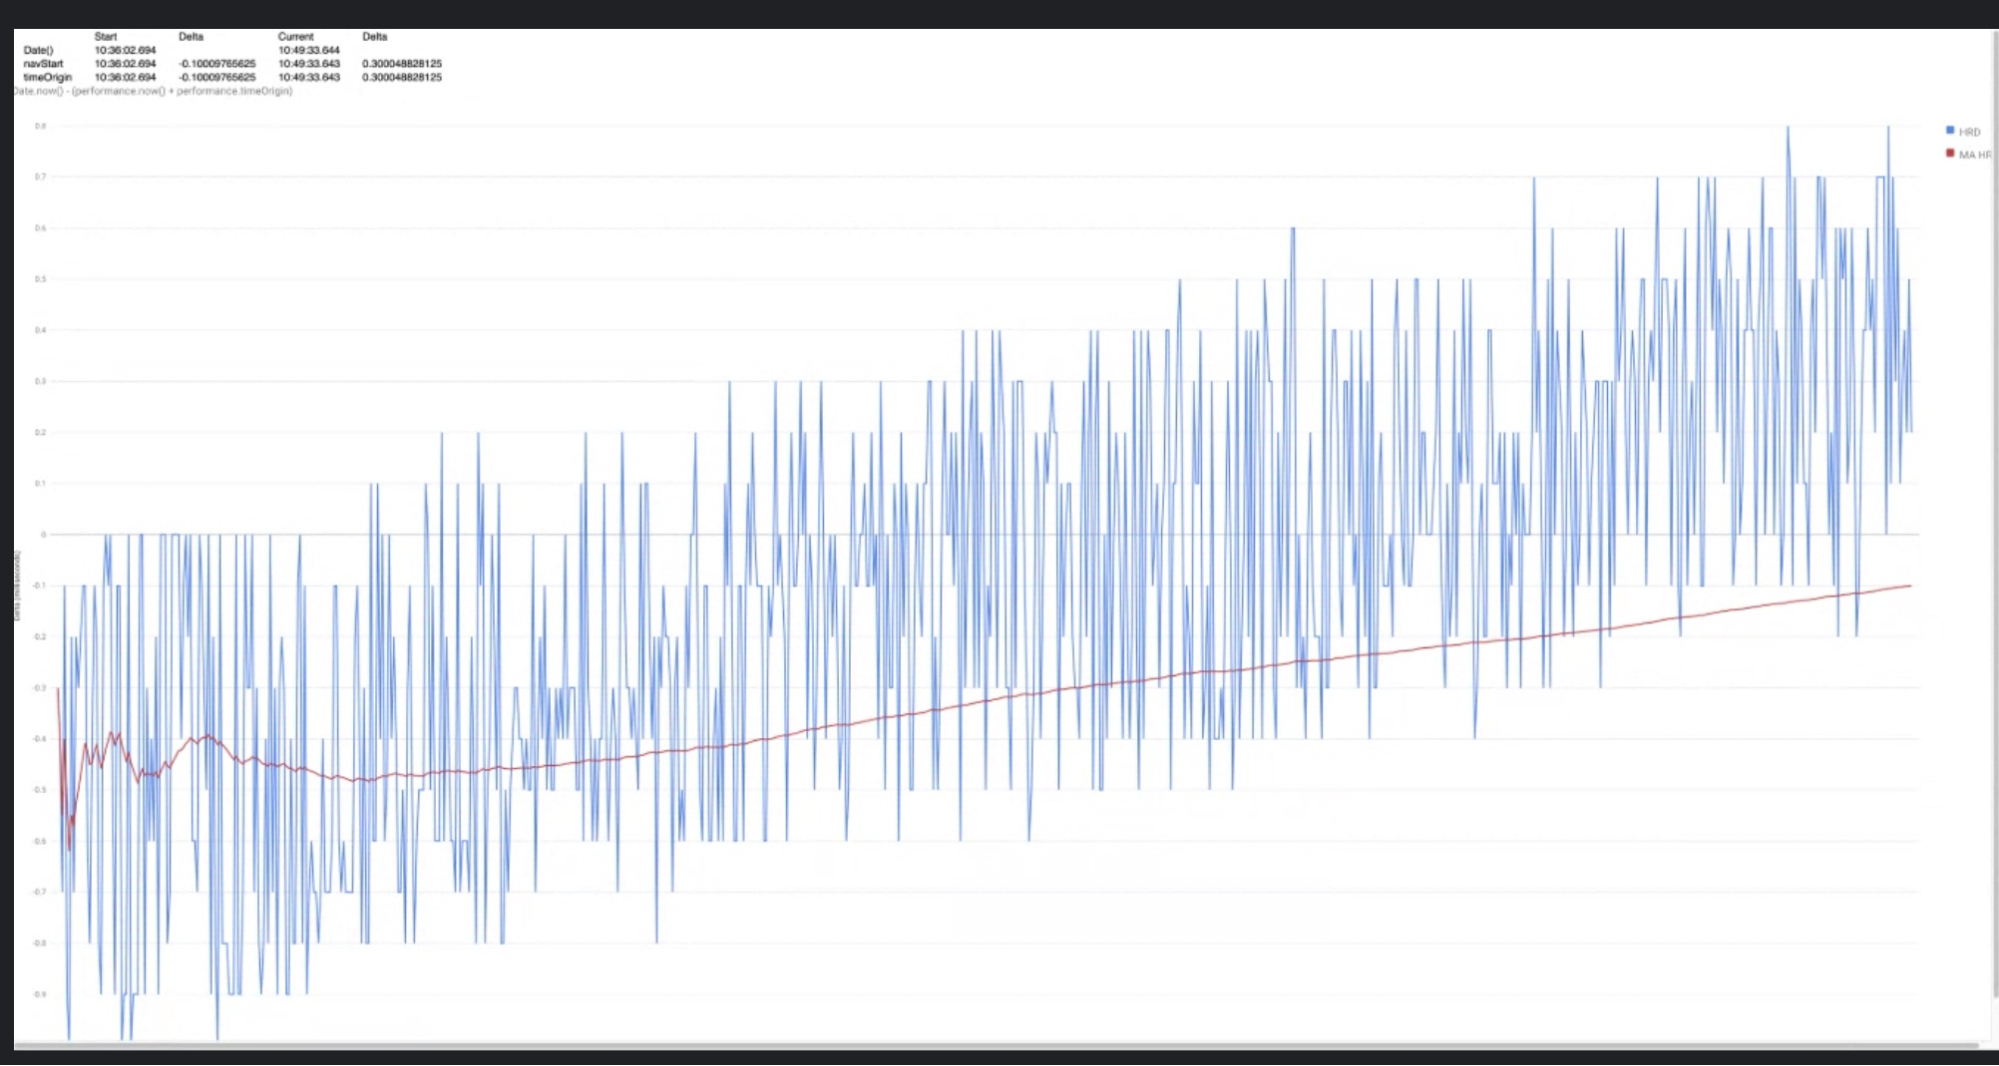 Start Delta Current Delta
Date() 10:36:02.694 10:49:33.644
navStart 10:36:02.694 -0.10009765625 10:49:33.643 0.300048828125
timeOrigin 10:36:02.694 -0.10009765625 10:49:33.643 0.300048828125
Date.now() - (performance.now() + performance.timeOrigin)
0.8
HRD
MA HR
0.7
0.6
0.5
0.4
0.3
0.2
0.1
0
-0.1
-0.2
-0.3
-0.4
-0.5
-0.6
-0.7
-0.8
-0.9
Delta (milliseconds)